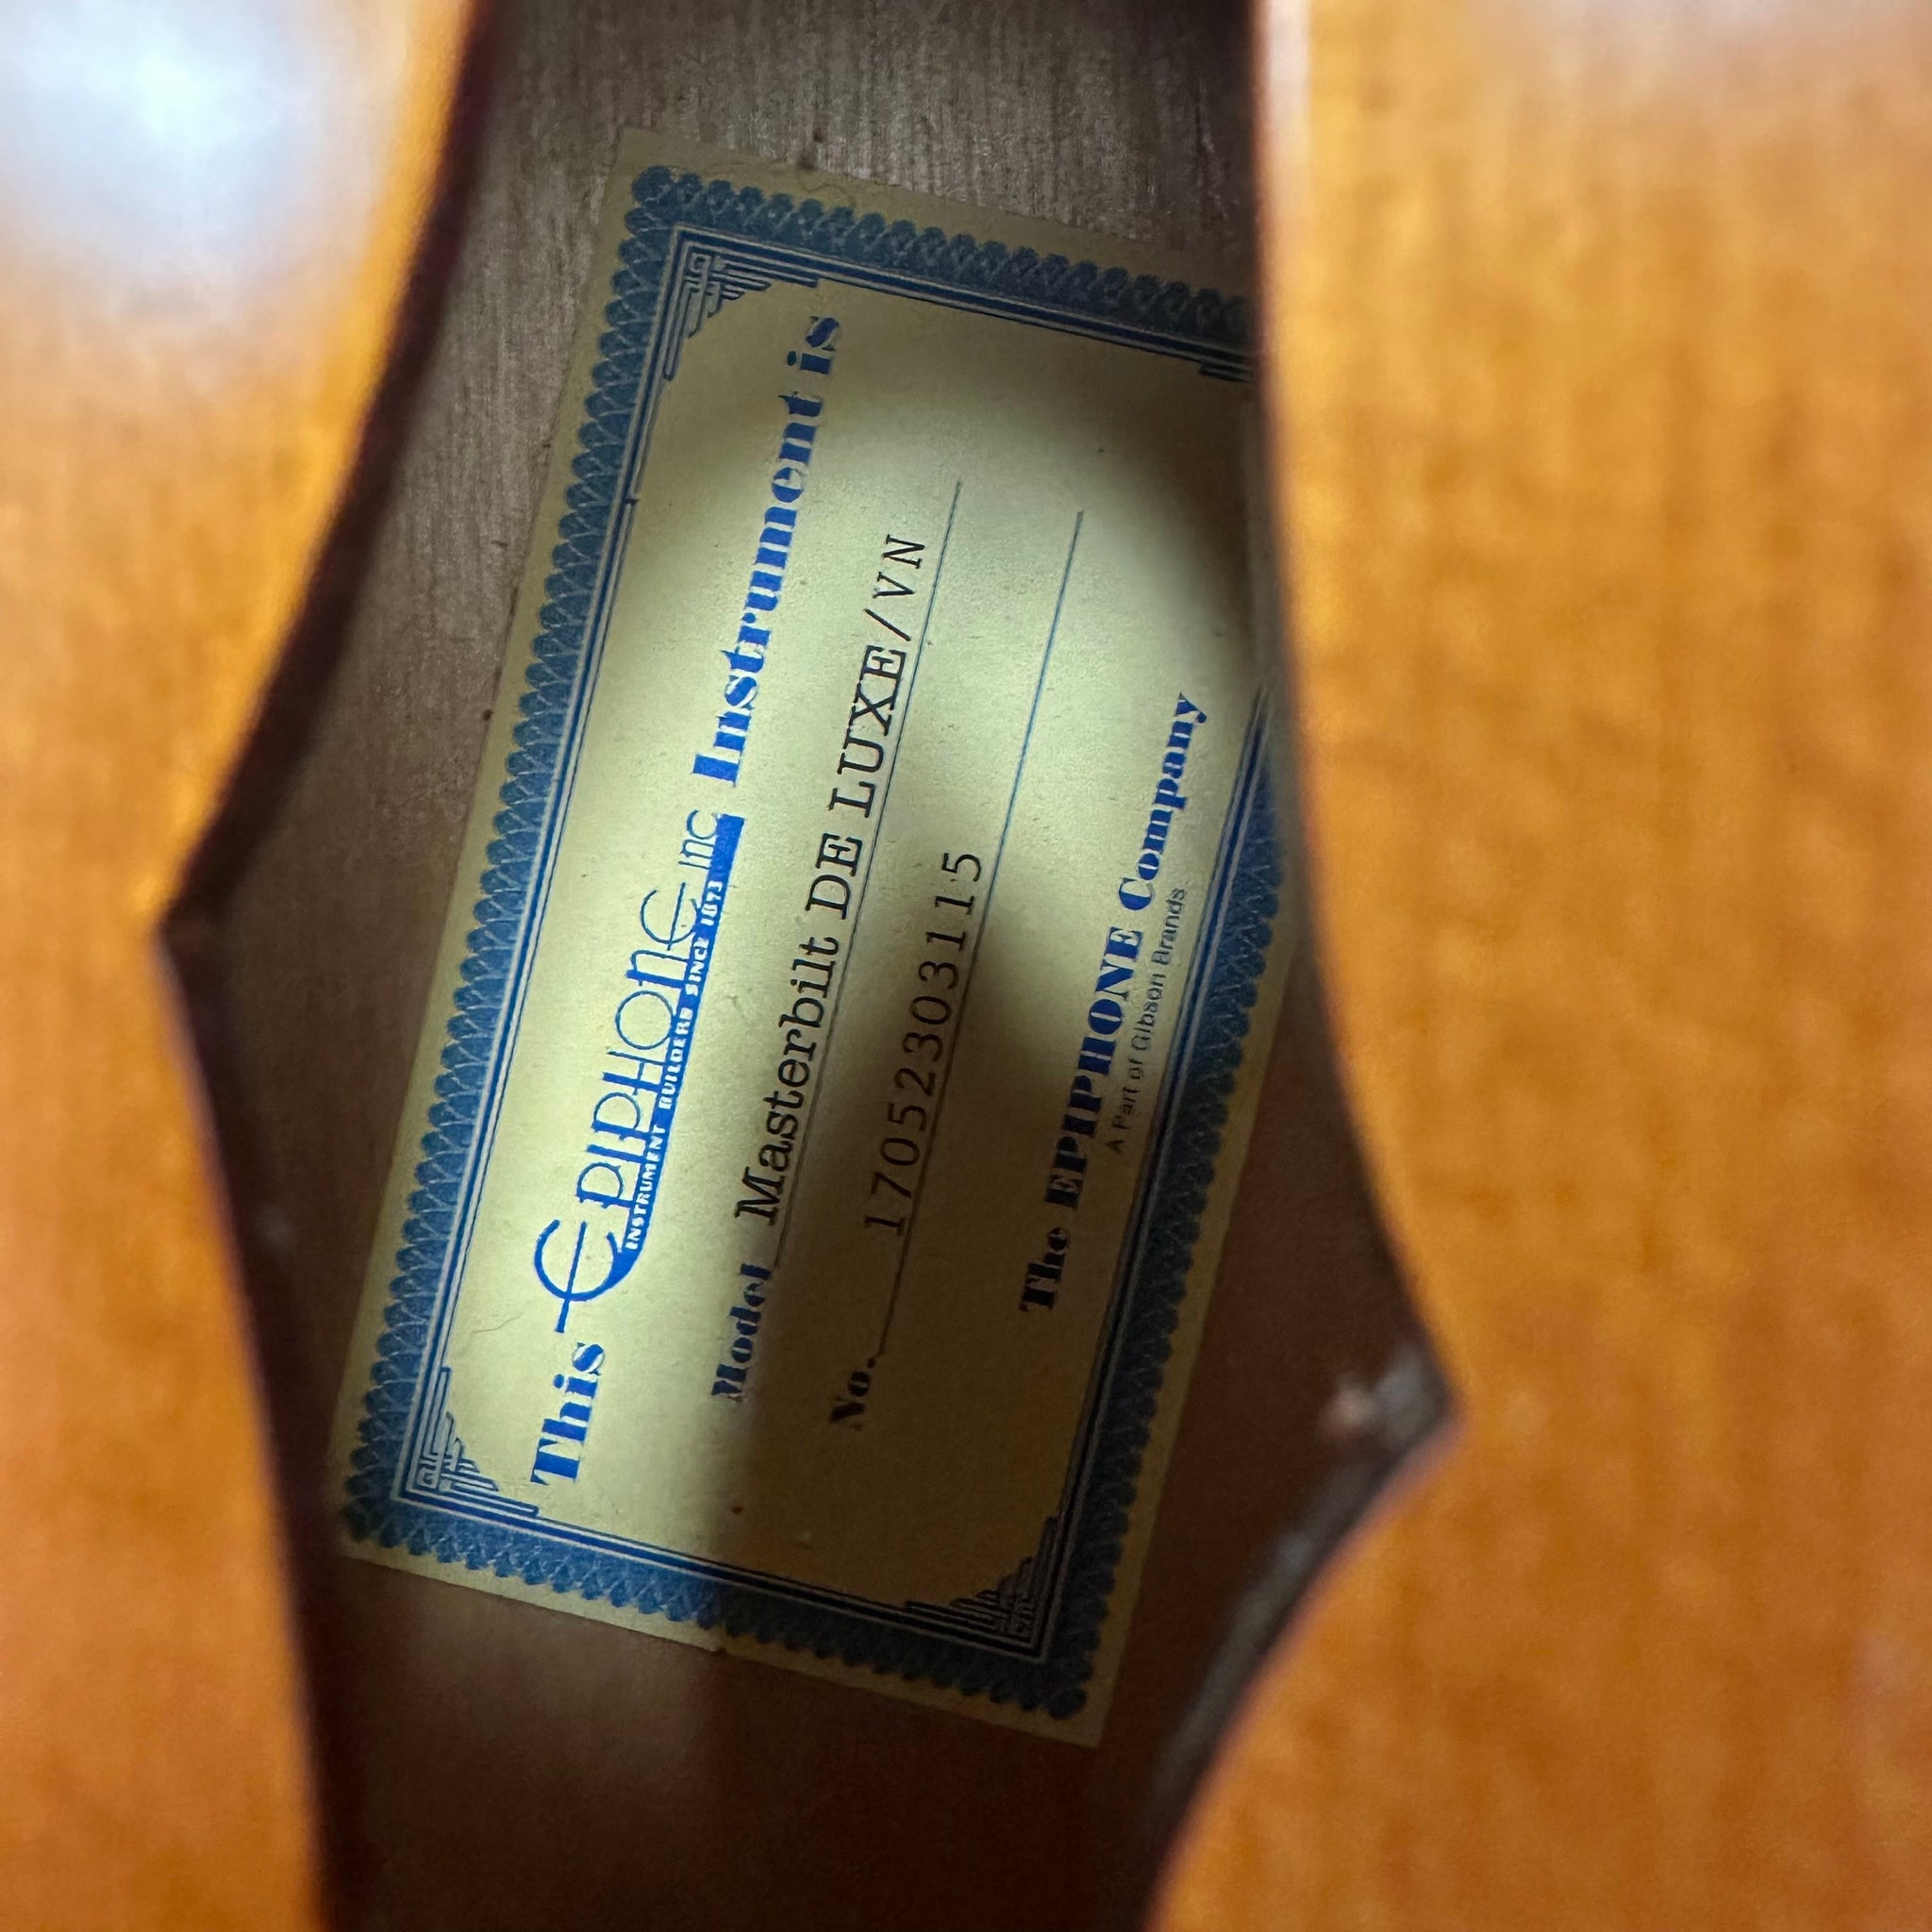 This EPIPHONE INC Instrument is
INSTRUMENT BUILDERS SINCE 1873
Model Masterbilt DE LUXE/VN
No. 17052303115
The EPIPHONE Company
A Part of Gibson Brands